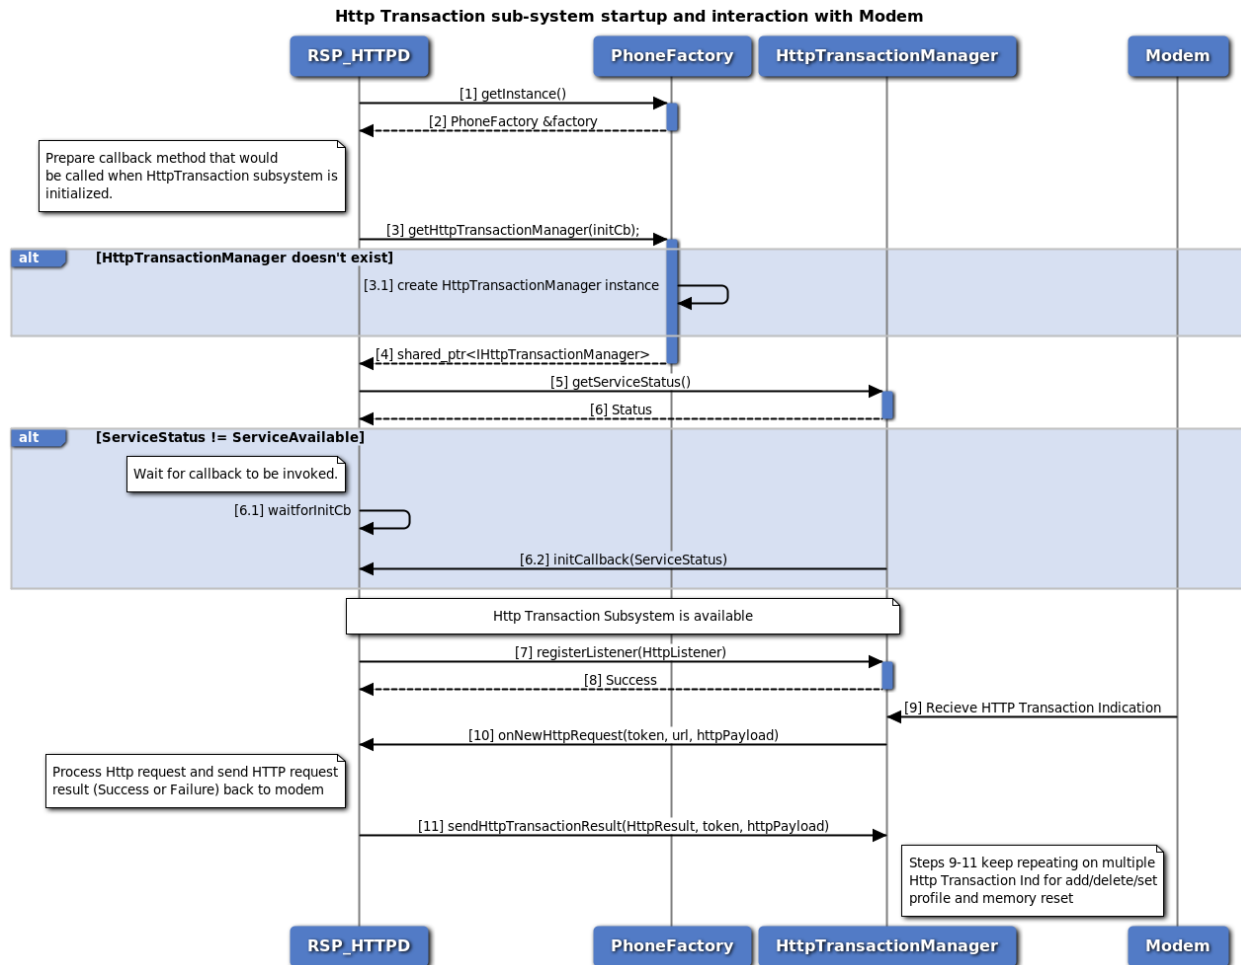 Http Transaction sub-system startup and interaction with Modem
RSP_HTTPD
PhoneFactory
HttpTransactionManager
Modem
[1] getInstance()
[2] PhoneFactory &factory
Prepare callback method that would
be called when HttpTransaction subsystem is
initialized.
[3] getHttpTransactionManager(initCb);
alt
[HttpTransactionManager doesn't exist]
[3.1] create HttpTransactionManager instance
[4] shared_ptr<IHttpTransactionManager>
[5] getServiceStatus()
[6] Status
alt
[ServiceStatus != ServiceAvailable]
Wait for callback to be invoked.
[6.1] waitforInitCb
[6.2] initCallback(ServiceStatus)
Http Transaction Subsystem is available
[7] registerListener(HttpListener)
[8] Success
[9] Recieve HTTP Transaction Indication
[10] onNewHttpRequest(token, url, httpPayload)
Process Http request and send HTTP request
result (Success or Failure) back to modem
[11] sendHttpTransactionResult(HttpResult, token, httpPayload)
Steps 9-11 keep repeating on multiple
Http Transaction Ind for add/delete/set
profile and memory reset
RSP_HTTPD
PhoneFactory
HttpTransactionManager
Modem